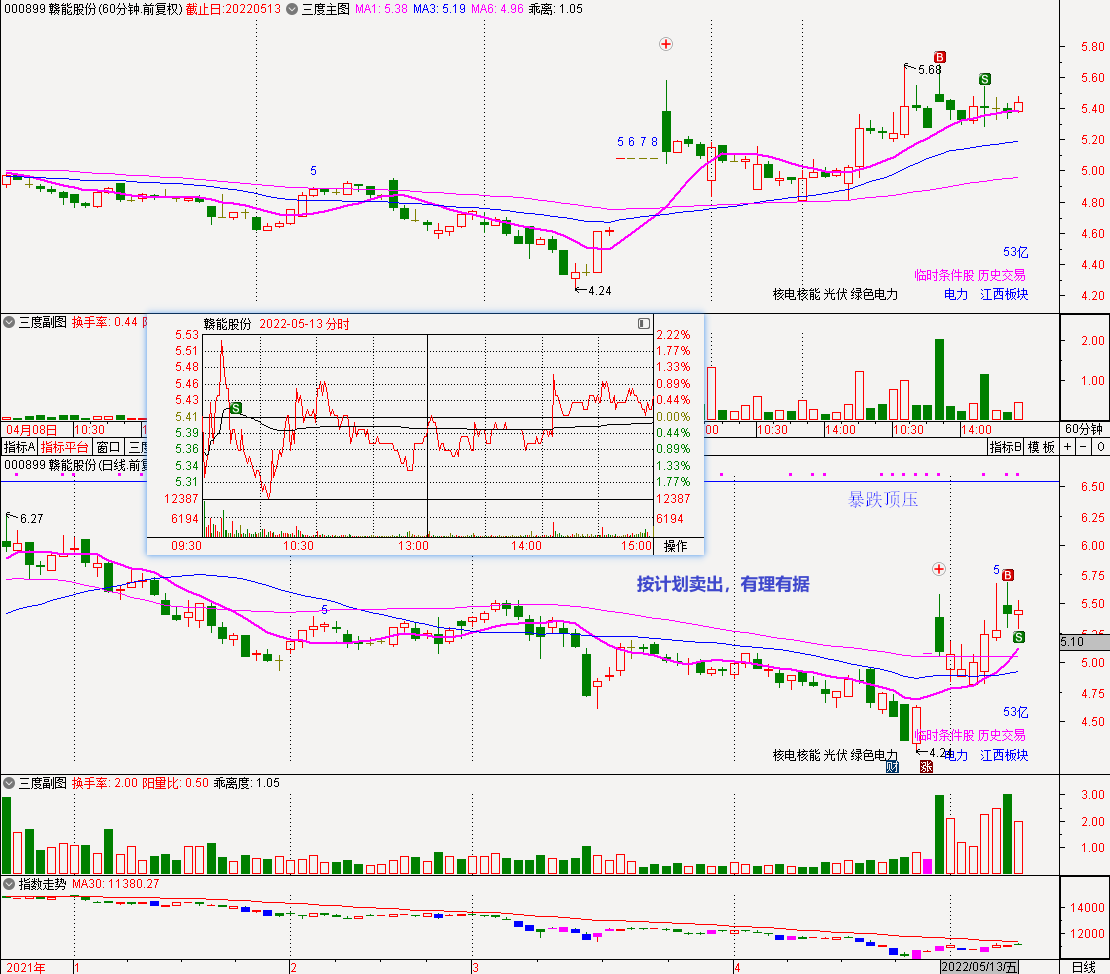 000899 赣能股份(60分钟.前复权) 截止日:20220513 三度主图 MA1: 5.38 MA3: 5.19 MA6: 4.96 乖离: 1.05
5.80
B
5.68
S
5.60
5.40
5 6 7 8
5.20
5
5.00
4.80
4.60
53亿
4.40
临时条件股 历史交易
4.24
核电核能 光伏 绿色电力 电力 江西板块
4.20
三度副图 换手率: 0.44
2.00
1.00
04月08日 10:30
00 10:30 14:00 10:30 14:00 60分钟
指标A 指标平台 窗口 三度
指标B 模板 + - 0
赣能股份 2022-05-13 分时
5.53 2.22%
5.51 1.77%
5.48 1.33%
5.46 0.89%
5.43 0.44%
S
5.41 0.00%
5.39 0.44%
5.36 0.89%
5.34 1.33%
5.31 1.77%
12387 12387
6194 6194
09:30 10:30 13:00 14:00 15:00 操作
000899 赣能股份(日线.前复
6.50
暴跌顶压
6.27
6.25
6.00
5 B
5.75
按计划卖出，有理有据
5
5.50
S
5.25
5.10
5.00
4.75
53亿
4.50
临时条件股 历史交易
核电核能 光伏 绿色电力 4.24 电力 江西板块
财 涨
三度副图 换手率: 2.00 阳量比: 0.50 乖离度: 1.05
3.00
2.00
1.00
指数走势 MA30: 11380.27
14000
12000
2021年 1 2 3 4 2022/05/13/五 日线